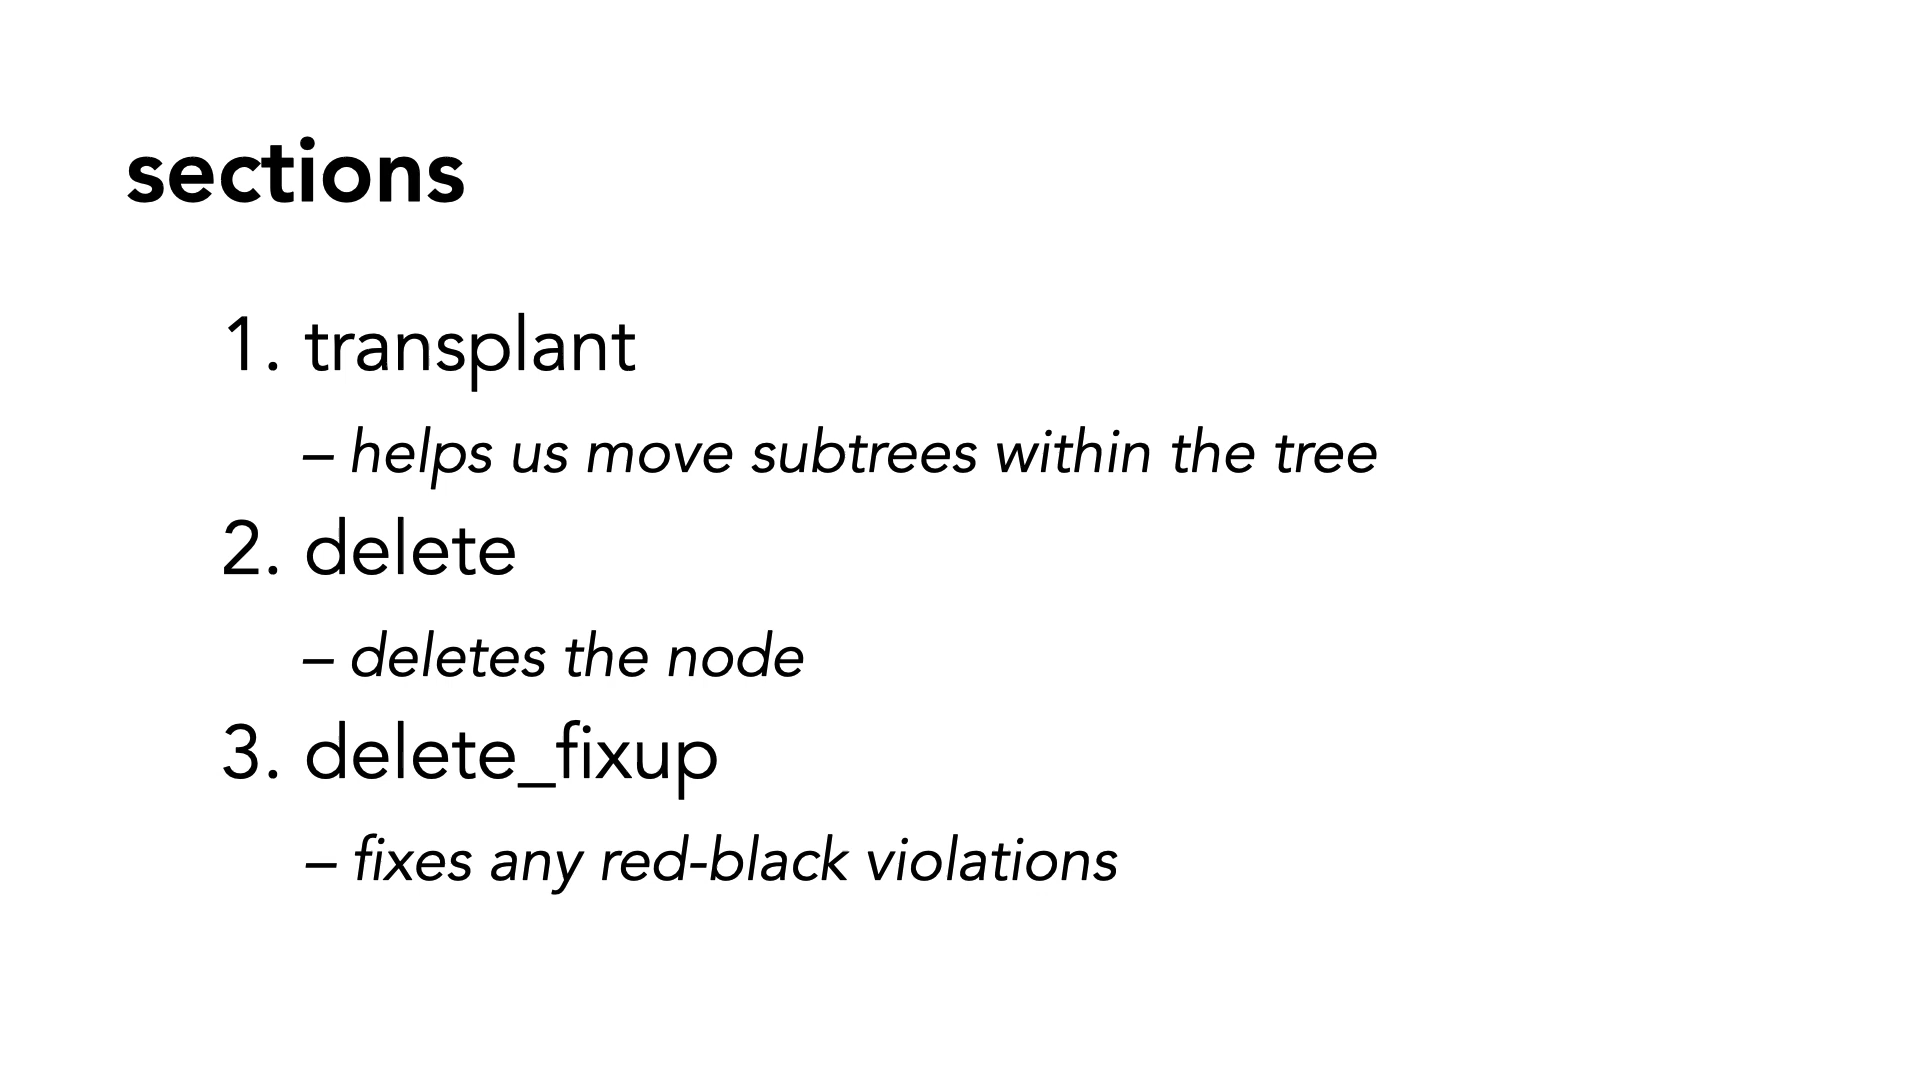 sections
1. transplant
– helps us move subtrees within the tree
2. delete
– deletes the node
3. delete_fixup
– fixes any red-black violations